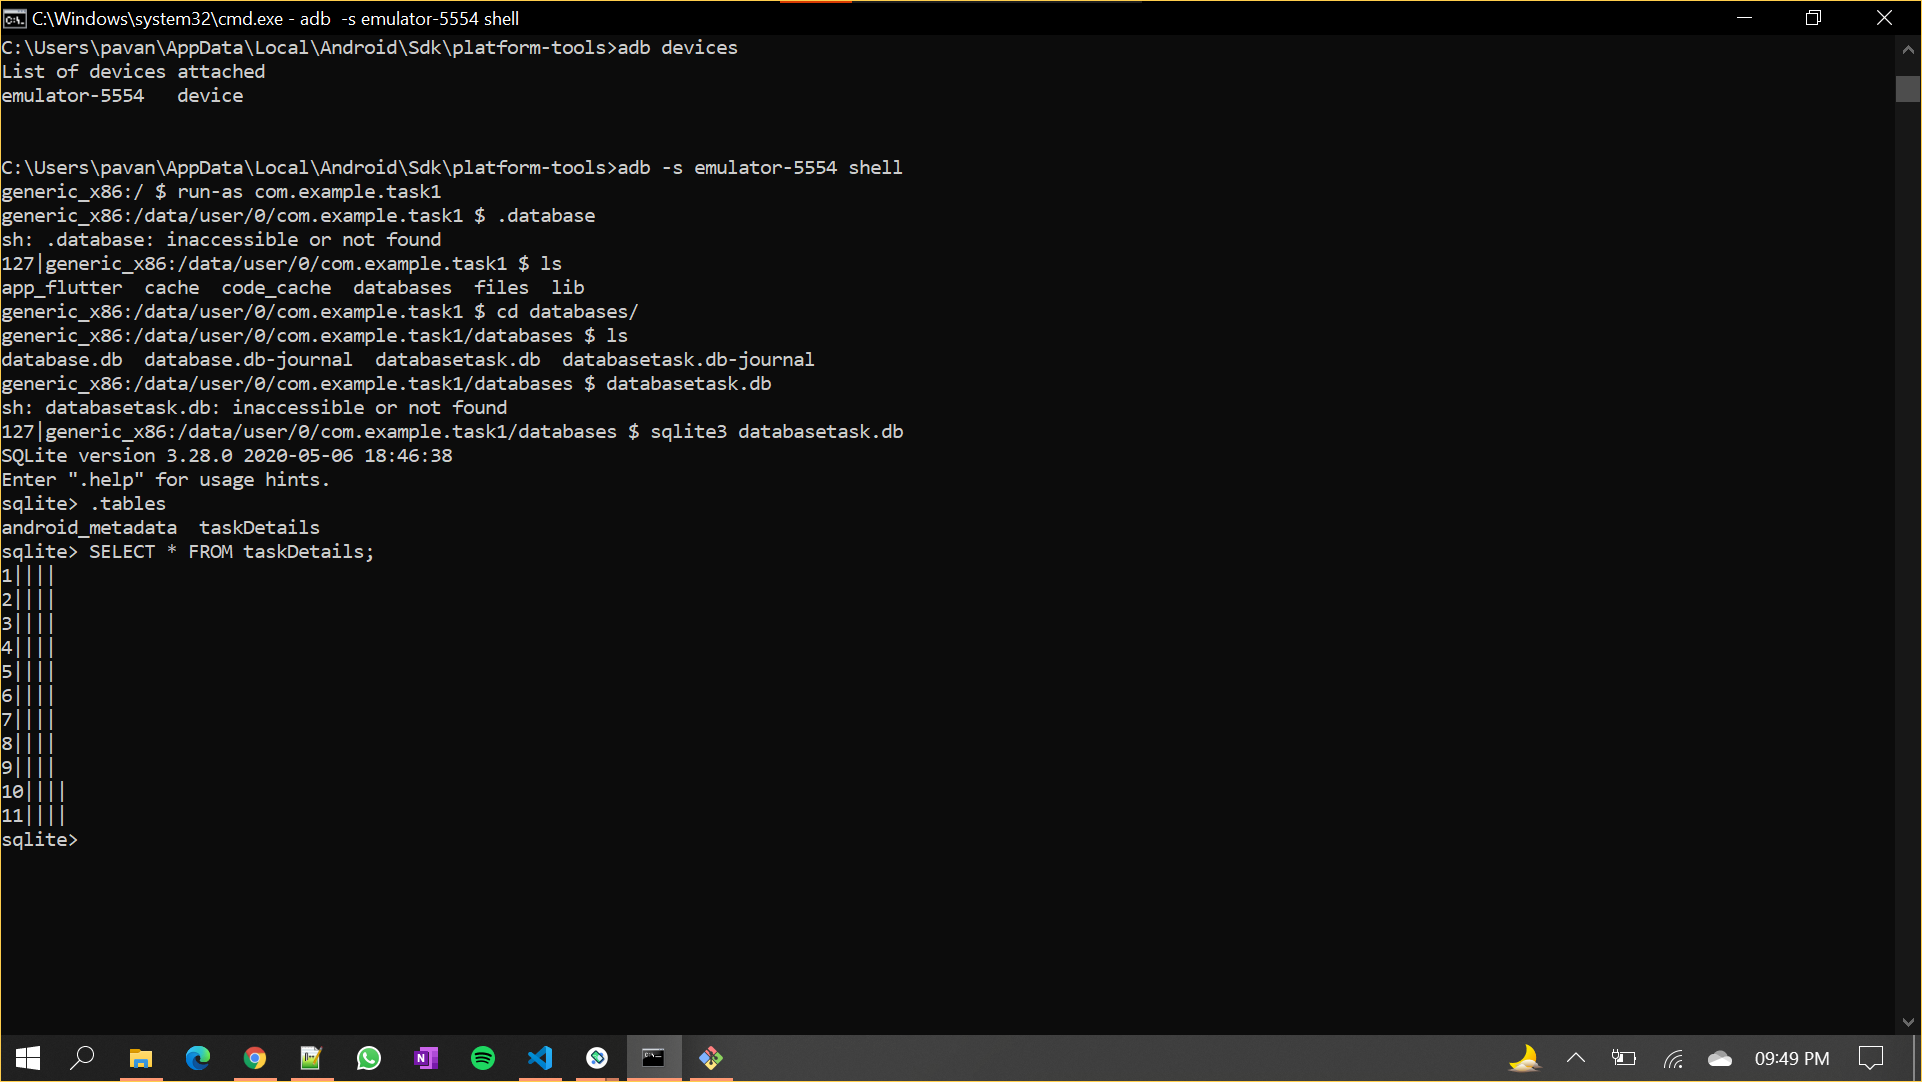 C:\Windows\system32\cmd.exe - adb  -s emulator-5554 shell
C:\Users\pavan\AppData\Local\Android\Sdk\platform-tools>adb devices
List of devices attached
emulator-5554   device
C:\Users\pavan\AppData\Local\Android\Sdk\platform-tools>adb -s emulator-5554 shell
generic_x86:/ $ run-as com.example.task1
generic_x86:/data/user/0/com.example.task1 $ .database
sh: .database: inaccessible or not found
127|generic_x86:/data/user/0/com.example.task1 $ ls
app_flutter  cache  code_cache  databases  files  lib
generic_x86:/data/user/0/com.example.task1 $ cd databases/
generic_x86:/data/user/0/com.example.task1/databases $ ls
database.db  database.db-journal  databasetask.db  databasetask.db-journal
generic_x86:/data/user/0/com.example.task1/databases $ databasetask.db
sh: databasetask.db: inaccessible or not found
127|generic_x86:/data/user/0/com.example.task1/databases $ sqlite3 databasetask.db
SQLite version 3.28.0 2020-05-06 18:46:38
Enter ".help" for usage hints.
sqlite> .tables
android_metadata  taskDetails
sqlite> SELECT * FROM taskDetails;
1||||
2||||
3||||
4||||
5||||
6||||
7||||
8||||
9||||
10||||
11||||
sqlite>
09:49 PM